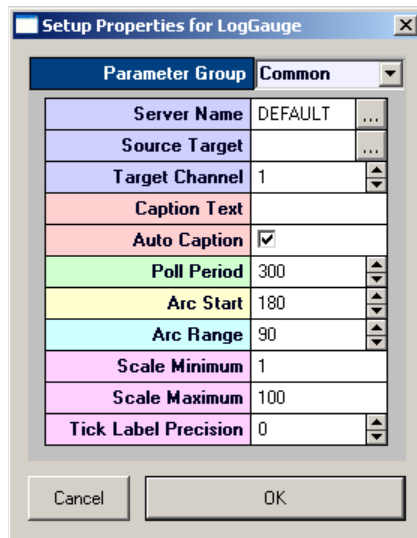 Setup Properties for LogGauge
Parameter Group Common
Server Name DEFAULT ...
Source Target ...
Target Channel 1
Caption Text
Auto Caption
Poll Period 300
Arc Start 180
Arc Range 90
Scale Minimum 1
Scale Maximum 100
Tick Label Precision 0
Cancel OK